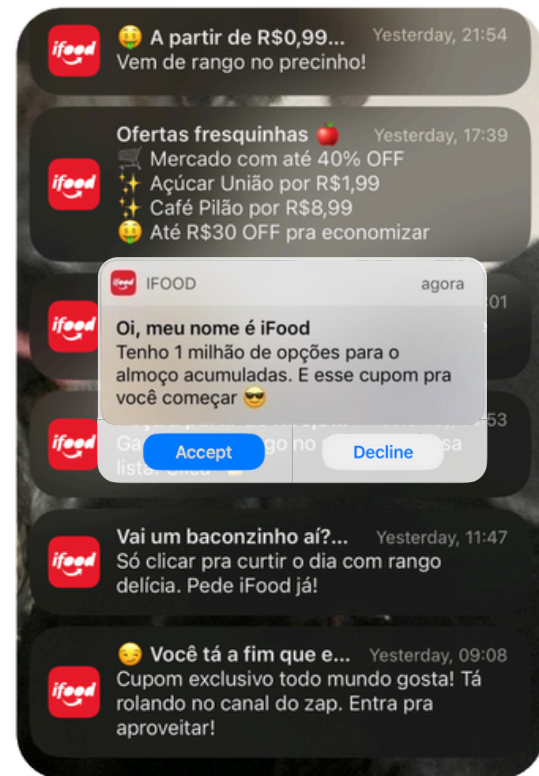 ifood
🤑 A partir de R$0,99... Yesterday, 21:54
Vem de rango no precinho!
Ofertas fresquinhas 🍎 Yesterday, 17:39
🛒 Mercado com até 40% OFF
ifood
✨ Açúcar União por R$1,99
✨ Café Pilão por R$8,99
🤑 Até R$30 OFF pra economizar
ifood
IFOOD agora
:01
ifood
Oi, meu nome é iFood
Tenho 1 milhão de opções para o
almoço acumuladas. E esse cupom pra
você começar 😎
:53
ifood
Accept Decline
Vai um baconzinho aí?... Yesterday, 11:47
ifood
Só clicar pra curtir o dia com rango
delícia. Pede iFood já!
😏 Você tá a fim que e... Yesterday, 09:08
Cupom exclusivo todo mundo gosta! Tá
ifood
rolando no canal do zap. Entra pra
aproveitar!